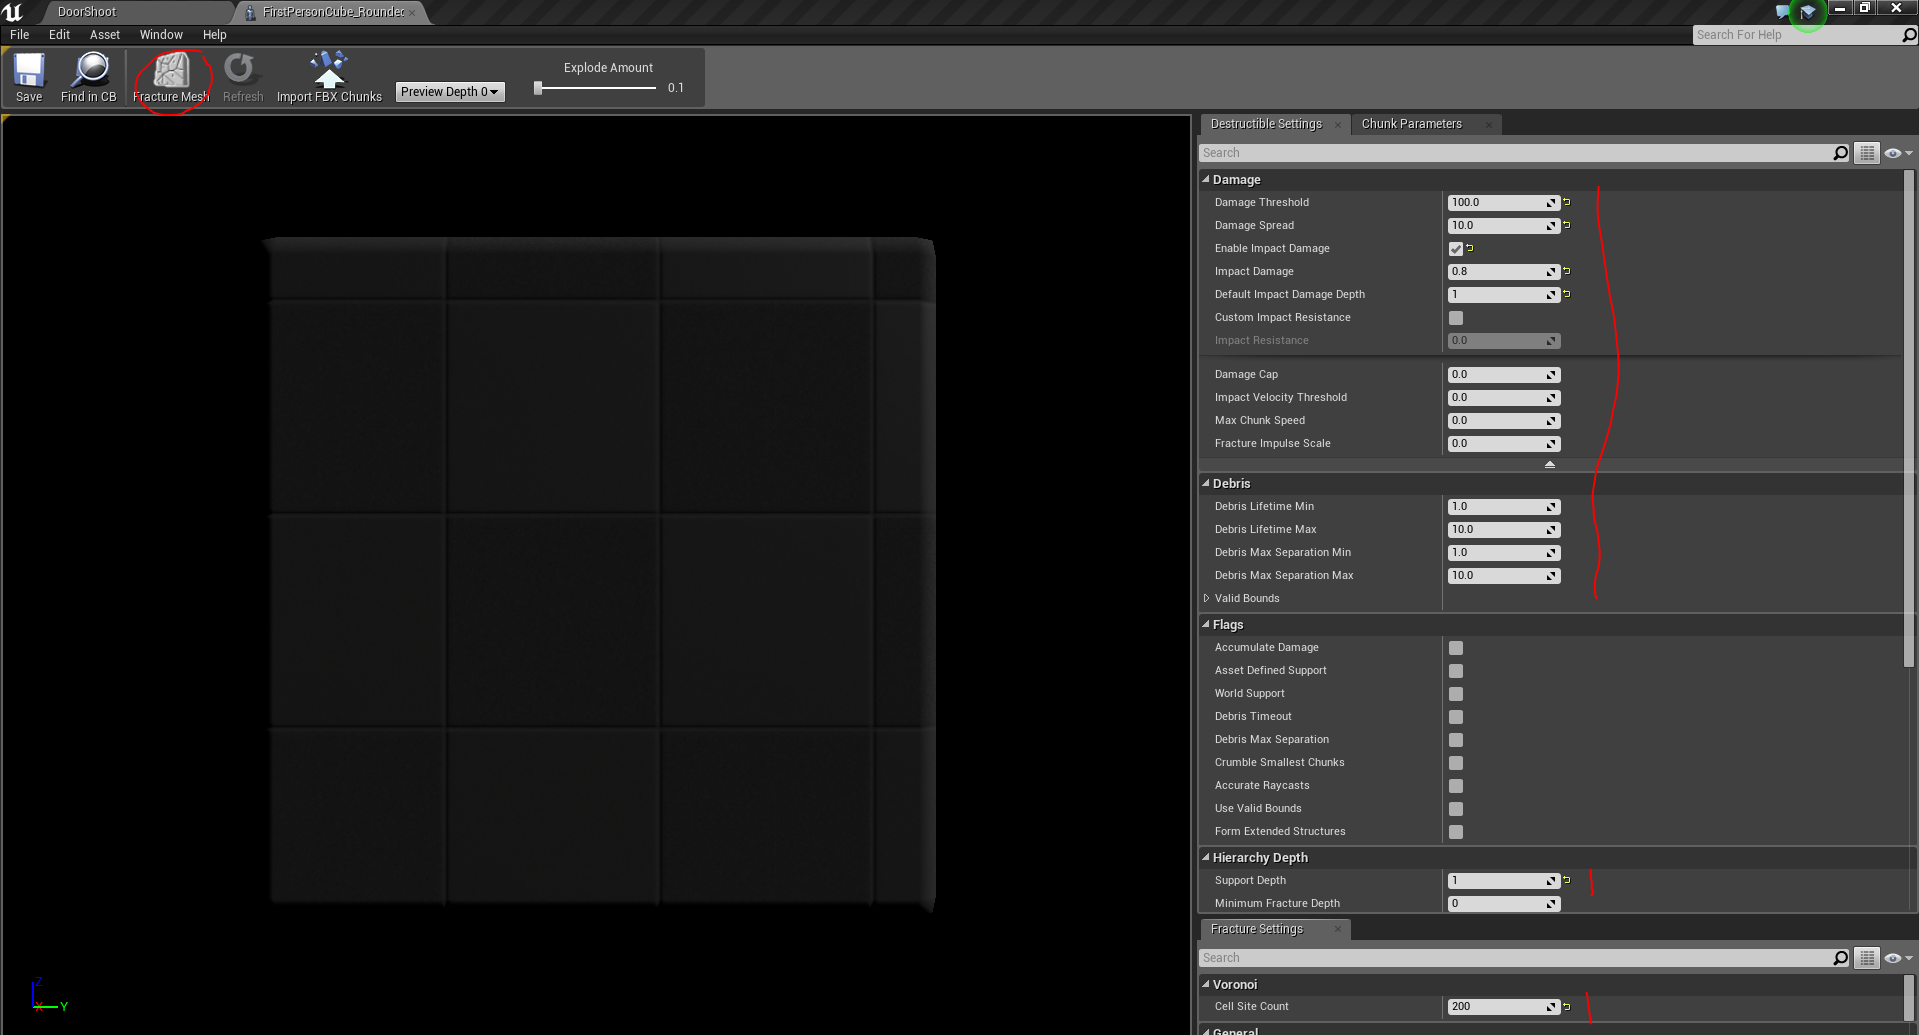 DoorShoot
FirstPersonCube_Rounded
File Edit Asset Window Help
Search For Help
Save
Find in CB
Fracture Mesh
Refresh
Import FBX Chunks
Preview Depth 0
Explode Amount
0.1
Destructible Settings
Chunk Parameters
Search
Damage
Damage Threshold 100.0
Damage Spread 10.0
Enable Impact Damage
Impact Damage 0.8
Default Impact Damage Depth 1
Custom Impact Resistance
Impact Resistance 0.0
Damage Cap 0.0
Impact Velocity Threshold 0.0
Max Chunk Speed 0.0
Fracture Impulse Scale 0.0
Debris
Debris Lifetime Min 1.0
Debris Lifetime Max 10.0
Debris Max Separation Min 1.0
Debris Max Separation Max 10.0
Valid Bounds
Flags
Accumulate Damage
Asset Defined Support
World Support
Debris Timeout
Debris Max Separation
Crumble Smallest Chunks
Accurate Raycasts
Use Valid Bounds
Form Extended Structures
Hierarchy Depth
Support Depth 1
Minimum Fracture Depth 0
Fracture Settings
Search
Voronoi
Cell Site Count 200
General
Z
X Y